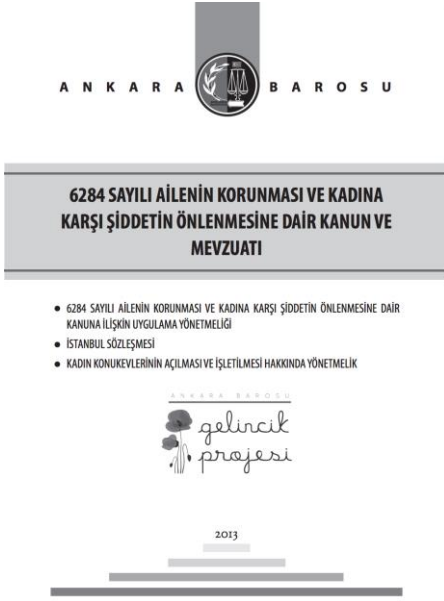 ANKARA BAROSU
6284 SAYILI AİLENİN KORUNMASI VE KADINA
KARŞI ŞİDDETİN ÖNLENMESİNE DAİR KANUN VE
MEVZUATI
• 6284 SAYILI AİLENİN KORUNMASI VE KADINA KARŞI ŞİDDETİN ÖNLENMESİNE DAİR
KANUNA İLİŞKİN UYGULAMA YÖNETMELİĞİ
• İSTANBUL SÖZLEŞMESİ
• KADIN KONUKEVLERİNİN AÇILMASI VE İŞLETİLMESİ HAKKINDA YÖNETMELİK
ANKARA BAROSU
gelincik
projesi
2013